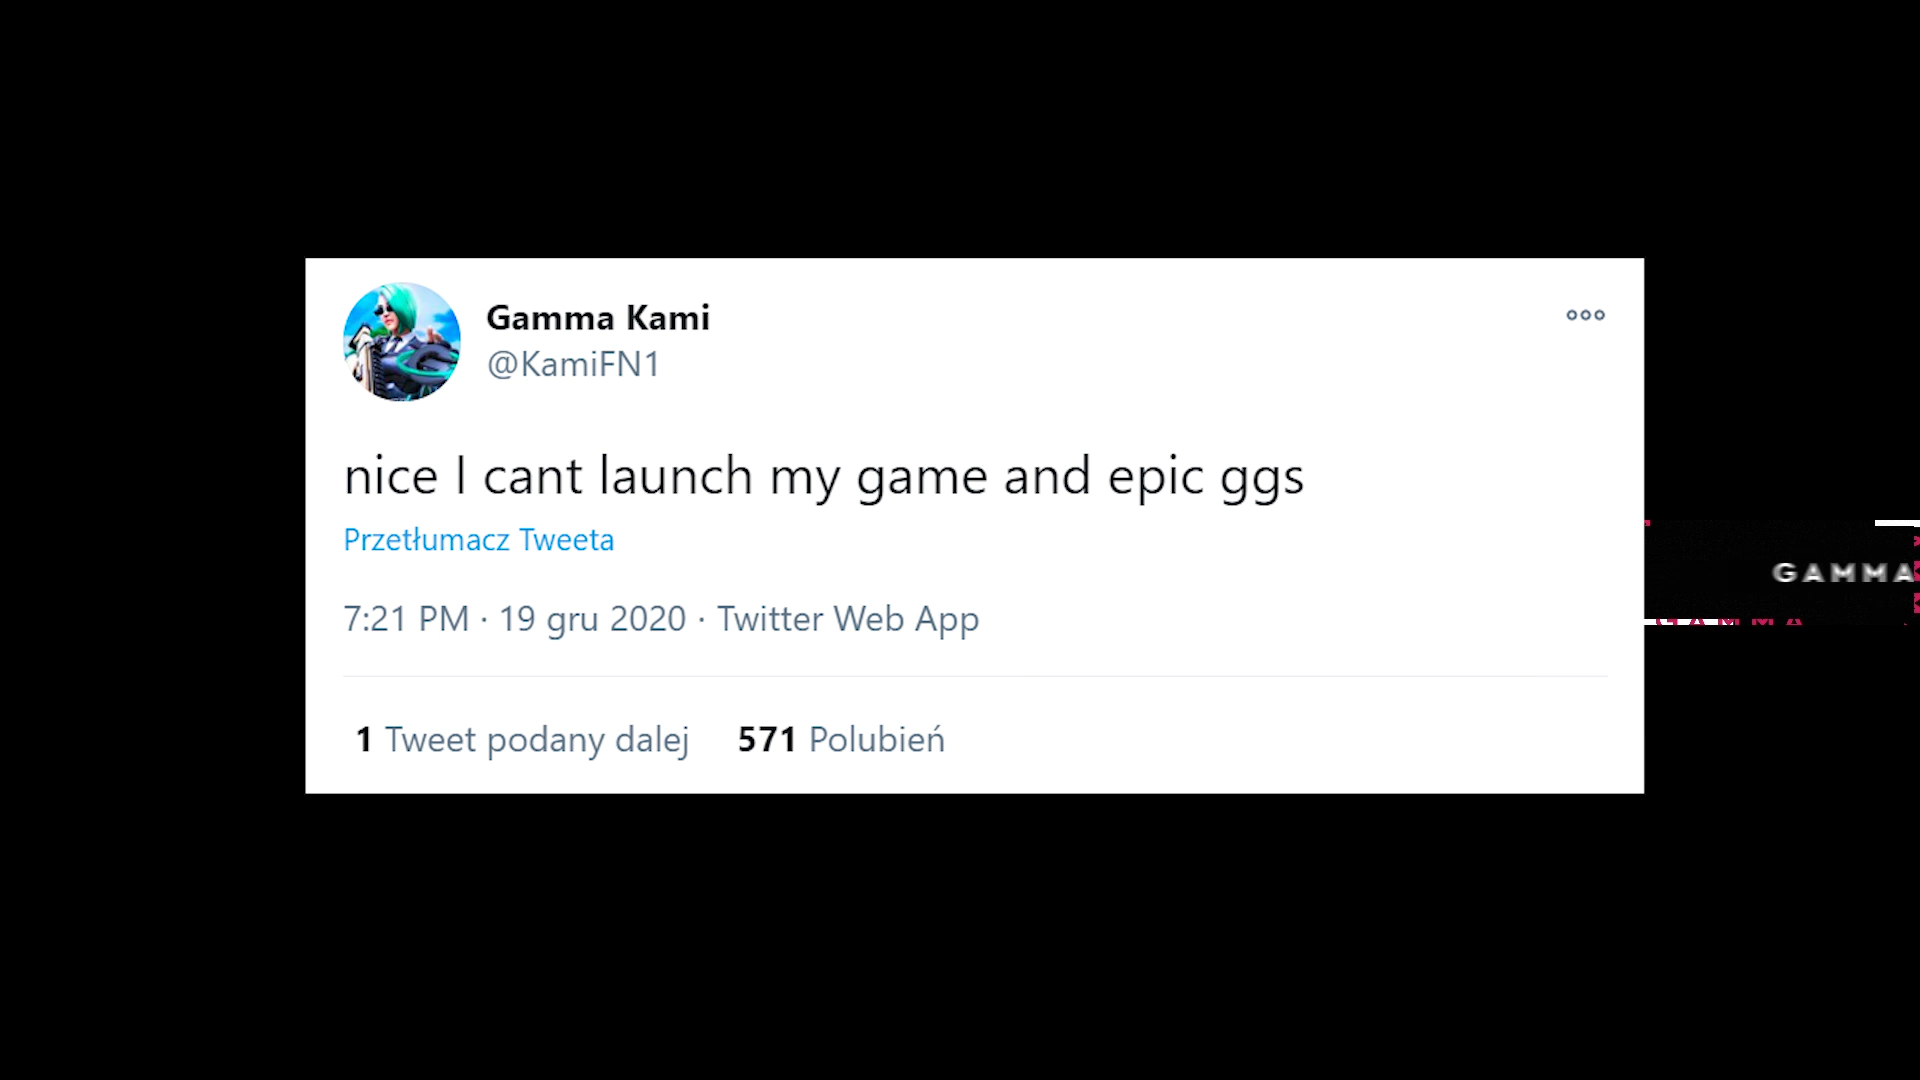 Gamma Kami
@KamiFN1
nice I cant launch my game and epic ggs
Przetłumacz Tweeta
7:21 PM · 19 gru 2020 · Twitter Web App
1 Tweet podany dalej 571 Polubień
GAMMA
GAMMA